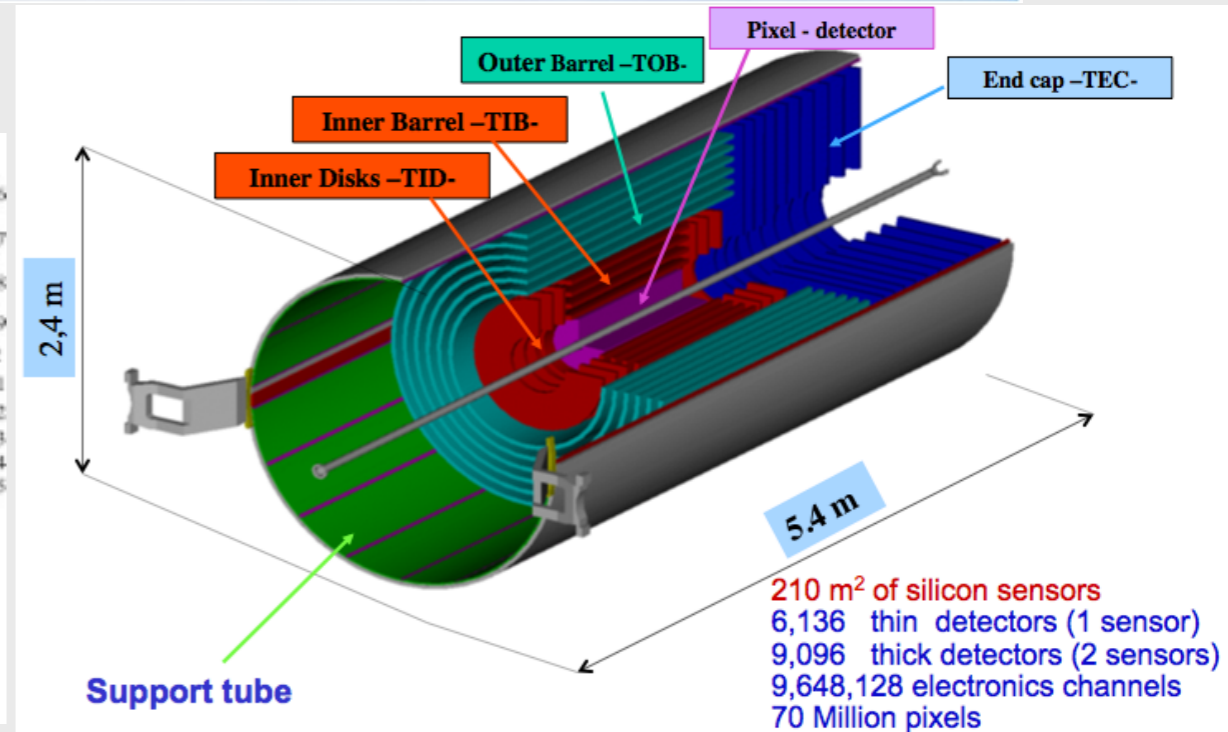 Pixel - detector
Outer Barrel –TOB-
End cap –TEC-
Inner Barrel –TIB-
Inner Disks –TID-
2,4 m
5.4 m
210 m² of silicon sensors
6,136 thin detectors (1 sensor)
9,096 thick detectors (2 sensors)
9,648,128 electronics channels
70 Million pixels
Support tube